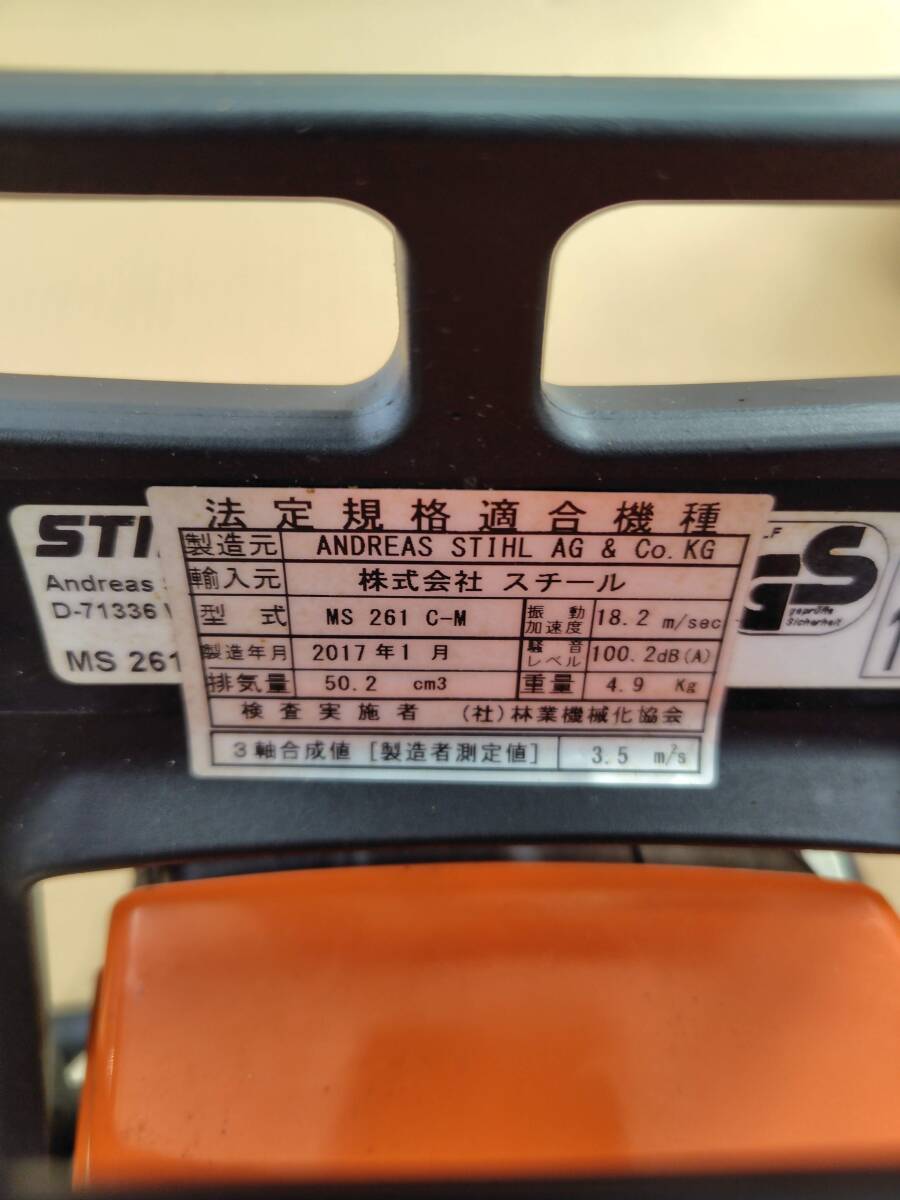 法定規格適合機種
製造元 ANDREAS STIHL AG & Co. KG
輸入元 株式会社 スチール
型式 MS 261 C-M 振動加速度 18.2 m/sec
製造年月 2017年1月 騒音レベル 100.2dB(A)
排気量 50.2 cm3 重量 4.9 Kg
検査実施者 (社)林業機械化協会
3軸合成値 [製造者測定値] 3.5 m/s²
STI
Andreas
D-71336
MS 261
GS
geprüfte
Sicherheit